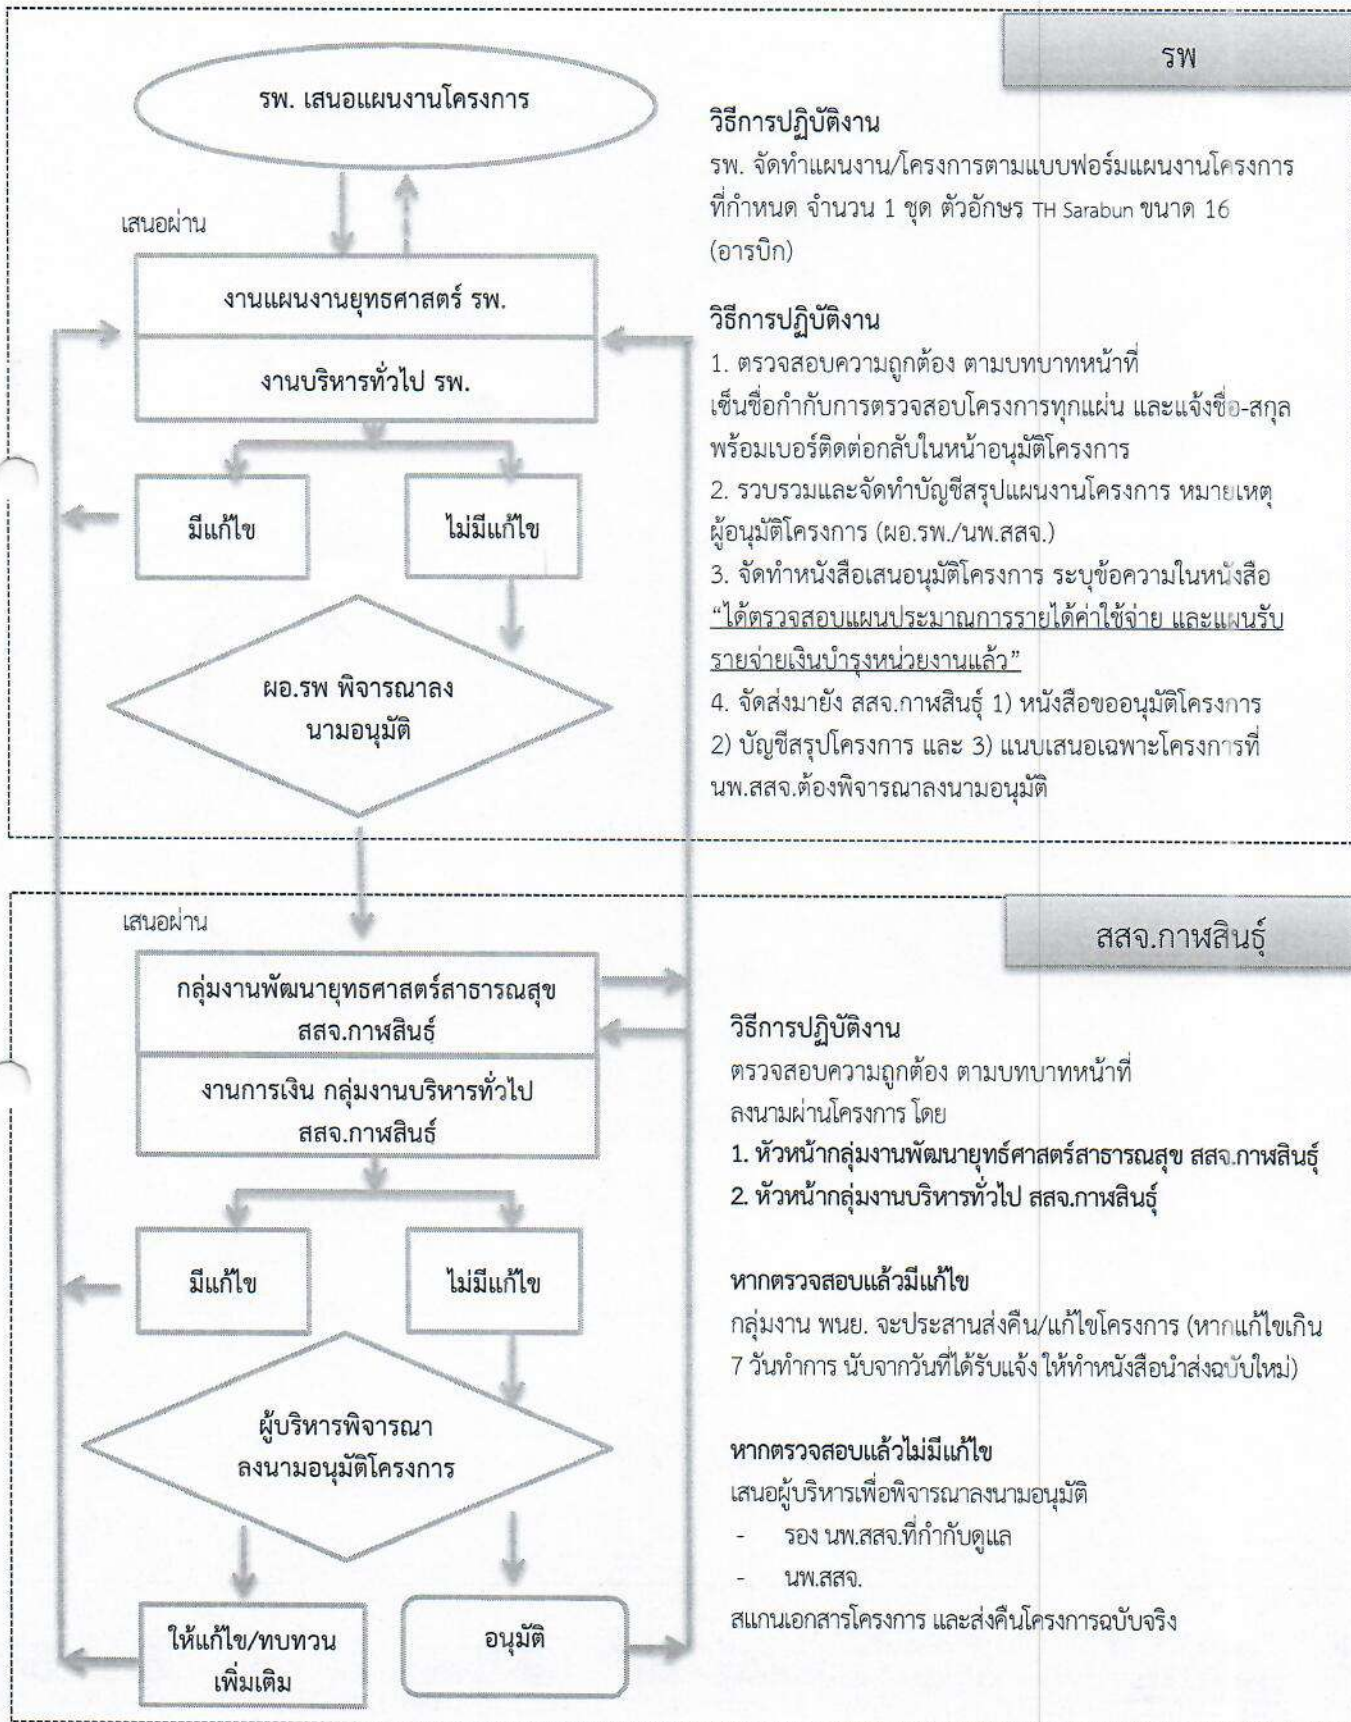 รพ
รพ. เสนอแผนงานโครงการ
เสนอผ่าน
งานแผนงานยุทธศาสตร์ รพ.
งานบริหารทั่วไป รพ.
มีแก้ไข
ไม่มีแก้ไข
ผอ.รพ พิจารณาลง
นามอนุมัติ
วิธีการปฏิบัติงาน
รพ. จัดทำแผนงาน/โครงการตามแบบฟอร์มแผนงานโครงการ
ที่กำหนด จำนวน 1 ชุด ตัวอักษร TH Sarabun ขนาด 16
(อารบิก)
วิธีการปฏิบัติงาน
1. ตรวจสอบความถูกต้อง ตามบทบาทหน้าที่
เซ็นชื่อกำกับการตรวจสอบโครงการทุกแผ่น และแจ้งชื่อ-สกุล
พร้อมเบอร์ติดต่อกลับในหน้าอนุมัติโครงการ
2. รวบรวมและจัดทำบัญชีสรุปแผนงานโครงการ หมายเหตุ
ผู้อนุมัติโครงการ (ผอ.รพ./นพ.สสจ.)
3. จัดทำหนังสือเสนออนุมัติโครงการ ระบุข้อความในหนังสือ
“ได้ตรวจสอบแผนประมาณการรายได้ค่าใช้จ่าย และแผนรับ
รายจ่ายเงินบำรุงหน่วยงานแล้ว”
4. จัดส่งมายัง สสจ.กาฬสินธุ์ 1) หนังสือขออนุมัติโครงการ
2) บัญชีสรุปโครงการ และ 3) แนบเสนอเฉพาะโครงการที่
นพ.สสจ.ต้องพิจารณาลงนามอนุมัติ
สสจ.กาฬสินธุ์
เสนอผ่าน
กลุ่มงานพัฒนายุทธศาสตร์สาธารณสุข
สสจ.กาฬสินธุ์
งานการเงิน กลุ่มงานบริหารทั่วไป
สสจ.กาฬสินธุ์
มีแก้ไข
ไม่มีแก้ไข
ผู้บริหารพิจารณา
ลงนามอนุมัติโครงการ
ให้แก้ไข/ทบทวน
เพิ่มเติม
อนุมัติ
วิธีการปฏิบัติงาน
ตรวจสอบความถูกต้อง ตามบทบาทหน้าที่
ลงนามผ่านโครงการ โดย
1. หัวหน้ากลุ่มงานพัฒนายุทธ์ศาสตร์สาธารณสุข สสจ.กาฬสินธุ์
2. หัวหน้ากลุ่มงานบริหารทั่วไป สสจ.กาฬสินธุ์
หากตรวจสอบแล้วมีแก้ไข
กลุ่มงาน พนย. จะประสานส่งคืน/แก้ไขโครงการ (หากแก้ไขเกิน
7 วันทำการ นับจากวันที่ได้รับแจ้ง ให้ทำหนังสือนำส่งฉบับใหม่)
หากตรวจสอบแล้วไม่มีแก้ไข
เสนอผู้บริหารเพื่อพิจารณาลงนามอนุมัติ
- รอง นพ.สสจ.ที่กำกับดูแล
- นพ.สสจ.
สแกนเอกสารโครงการ และส่งคืนโครงการฉบับจริง